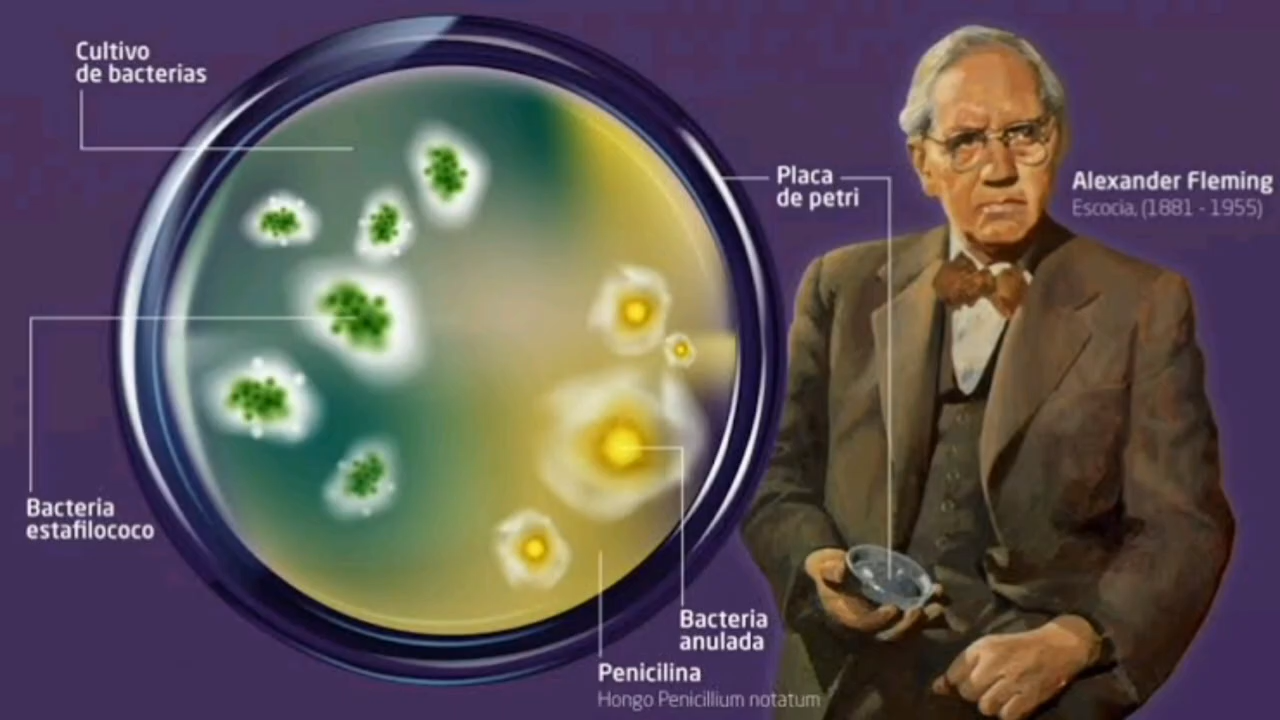 Cultivo
de bacterias
Placa
de petri
Alexander Fleming
Escocia, (1881 - 1955)
Bacteria
estafilococo
Bacteria
anulada
Penicilina
Hongo Penicillium notatum